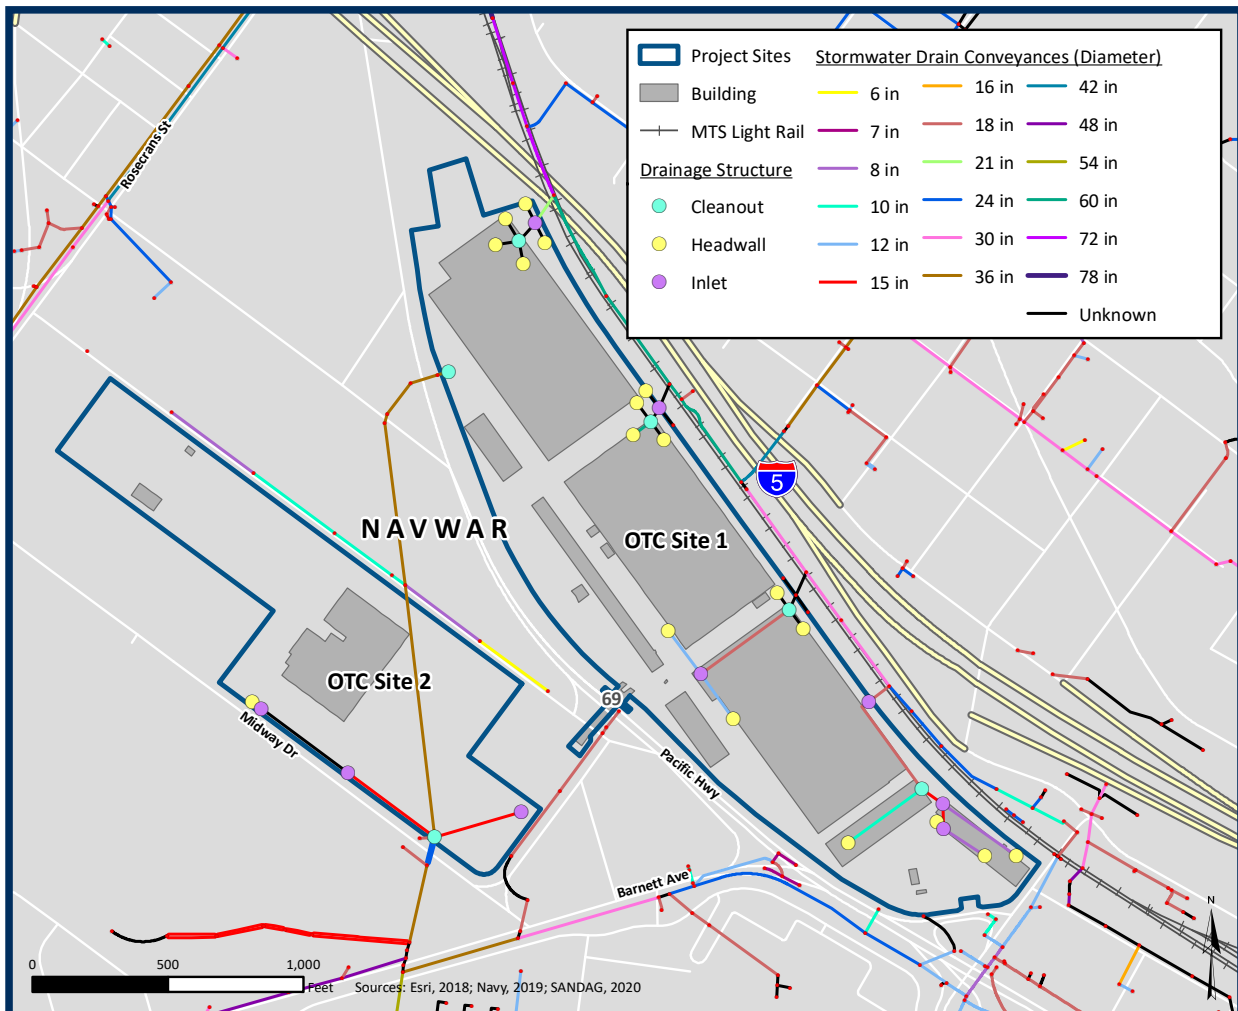 Project Sites
Building
MTS Light Rail
Drainage Structure
Cleanout
Headwall
Inlet
Stormwater Drain Conveyances (Diameter)
6 in
7 in
8 in
10 in
12 in
15 in
16 in
18 in
21 in
24 in
30 in
36 in
42 in
48 in
54 in
60 in
72 in
78 in
Unknown
Rosecrans St
5
NAVWAR
OTC Site 1
OTC Site 2
69
Midway Dr
Pacific Hwy
Barnett Ave
N
0 500 1,000
Feet
Sources: Esri, 2018; Navy, 2019; SANDAG, 2020